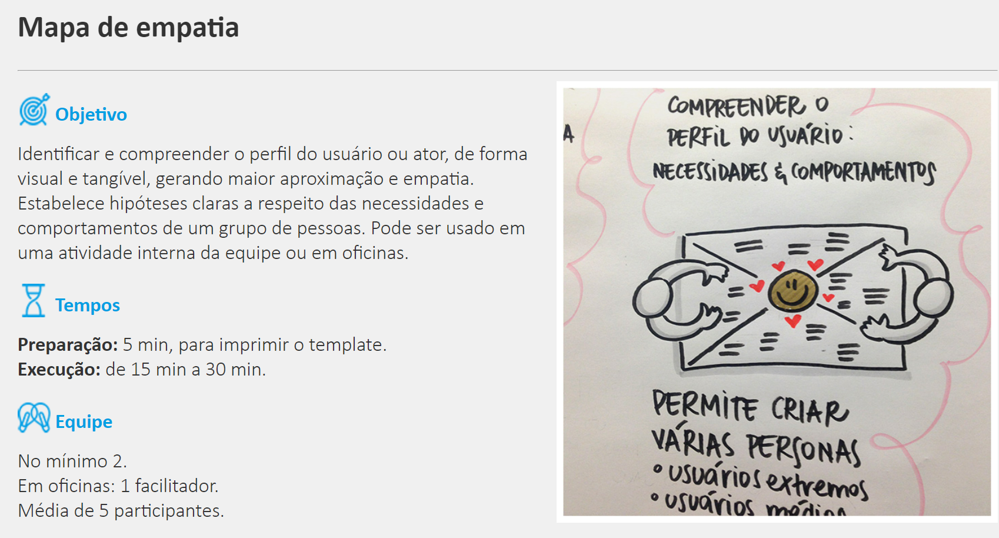 Mapa de empatia
Objetivo
Identificar e compreender o perfil do usuário ou ator, de forma
visual e tangível, gerando maior aproximação e empatia.
Estabelece hipóteses claras a respeito das necessidades e
comportamentos de um grupo de pessoas. Pode ser usado em
uma atividade interna da equipe ou em oficinas.
Tempos
Preparação: 5 min, para imprimir o template.
Execução: de 15 min a 30 min.
Equipe
No mínimo 2.
Em oficinas: 1 facilitador.
Média de 5 participantes.
COMPREENDER O
A
PERFIL DO USUÁRIO:
NECESSIDADES & COMPORTAMENTOS
PERMITE CRIAR
VÁRIAS PERSONAS
• USUÁRIOS EXTREMOS
• USUÁRIOS